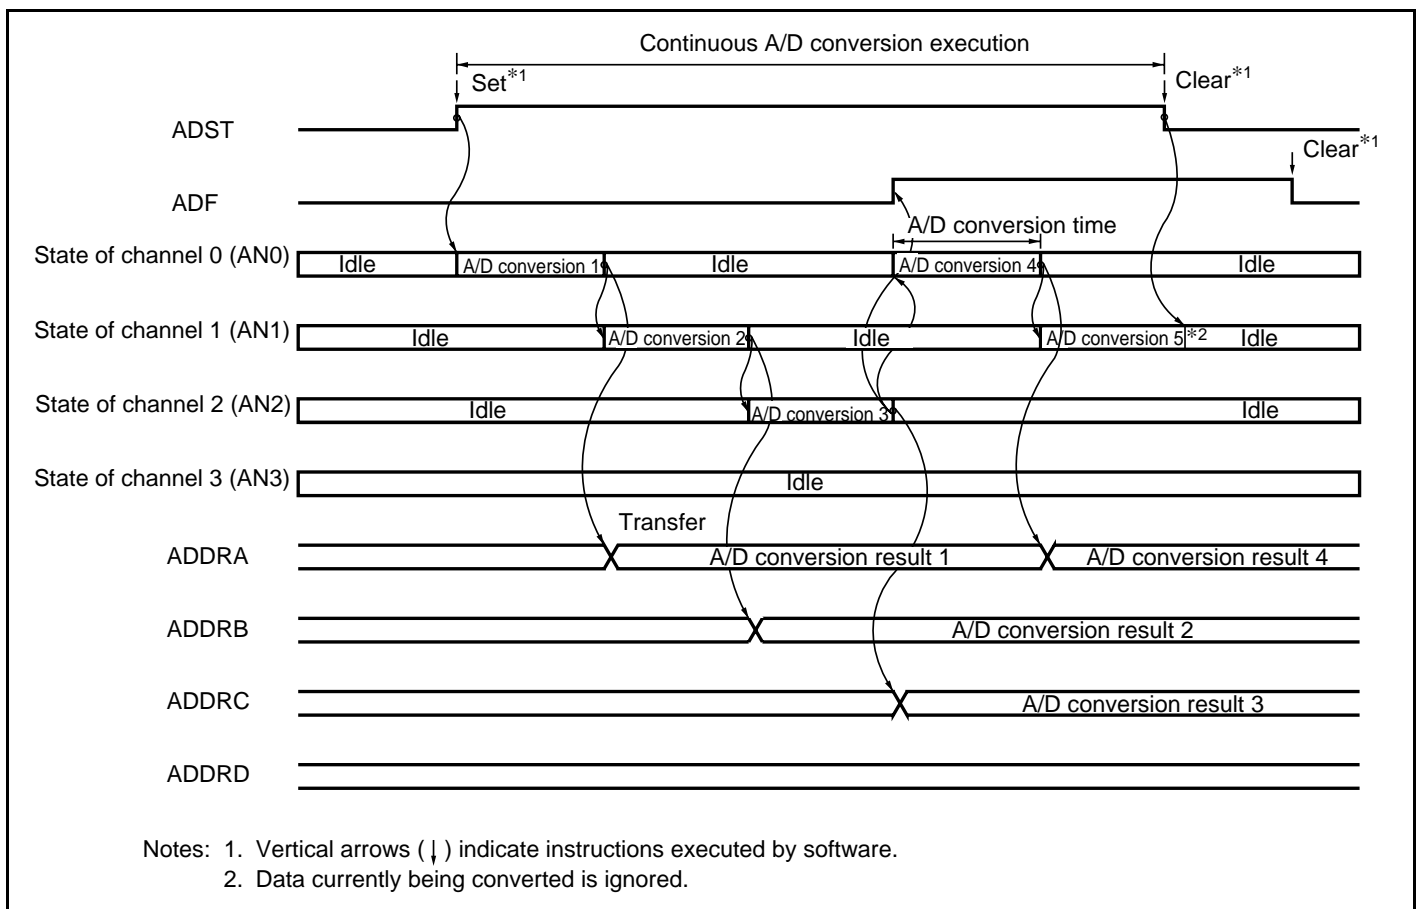 Continuous A/D conversion execution
Set*1
Clear*1
ADST
Clear*1
ADF
A/D conversion time
State of channel 0 (AN0)
Idle
A/D conversion 1
Idle
A/D conversion 4
Idle
State of channel 1 (AN1)
Idle
A/D conversion 2
Idle
A/D conversion 5
*2
Idle
State of channel 2 (AN2)
Idle
A/D conversion 3
Idle
State of channel 3 (AN3)
Idle
Transfer
ADDRA
A/D conversion result 1
A/D conversion result 4
ADDRB
A/D conversion result 2
ADDRC
A/D conversion result 3
ADDRD
Notes: 1. Vertical arrows (↓) indicate instructions executed by software.
2. Data currently being converted is ignored.